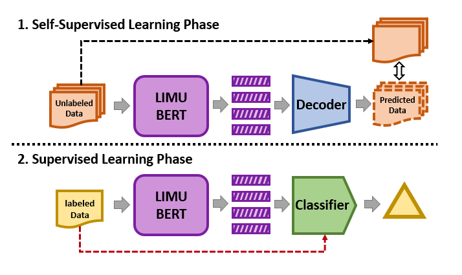 1. Self-Supervised Learning Phase
Unlabeled
Data
LIMU
BERT
Decoder
Predicted
Data
2. Supervised Learning Phase
labeled
Data
LIMU
BERT
Classifier